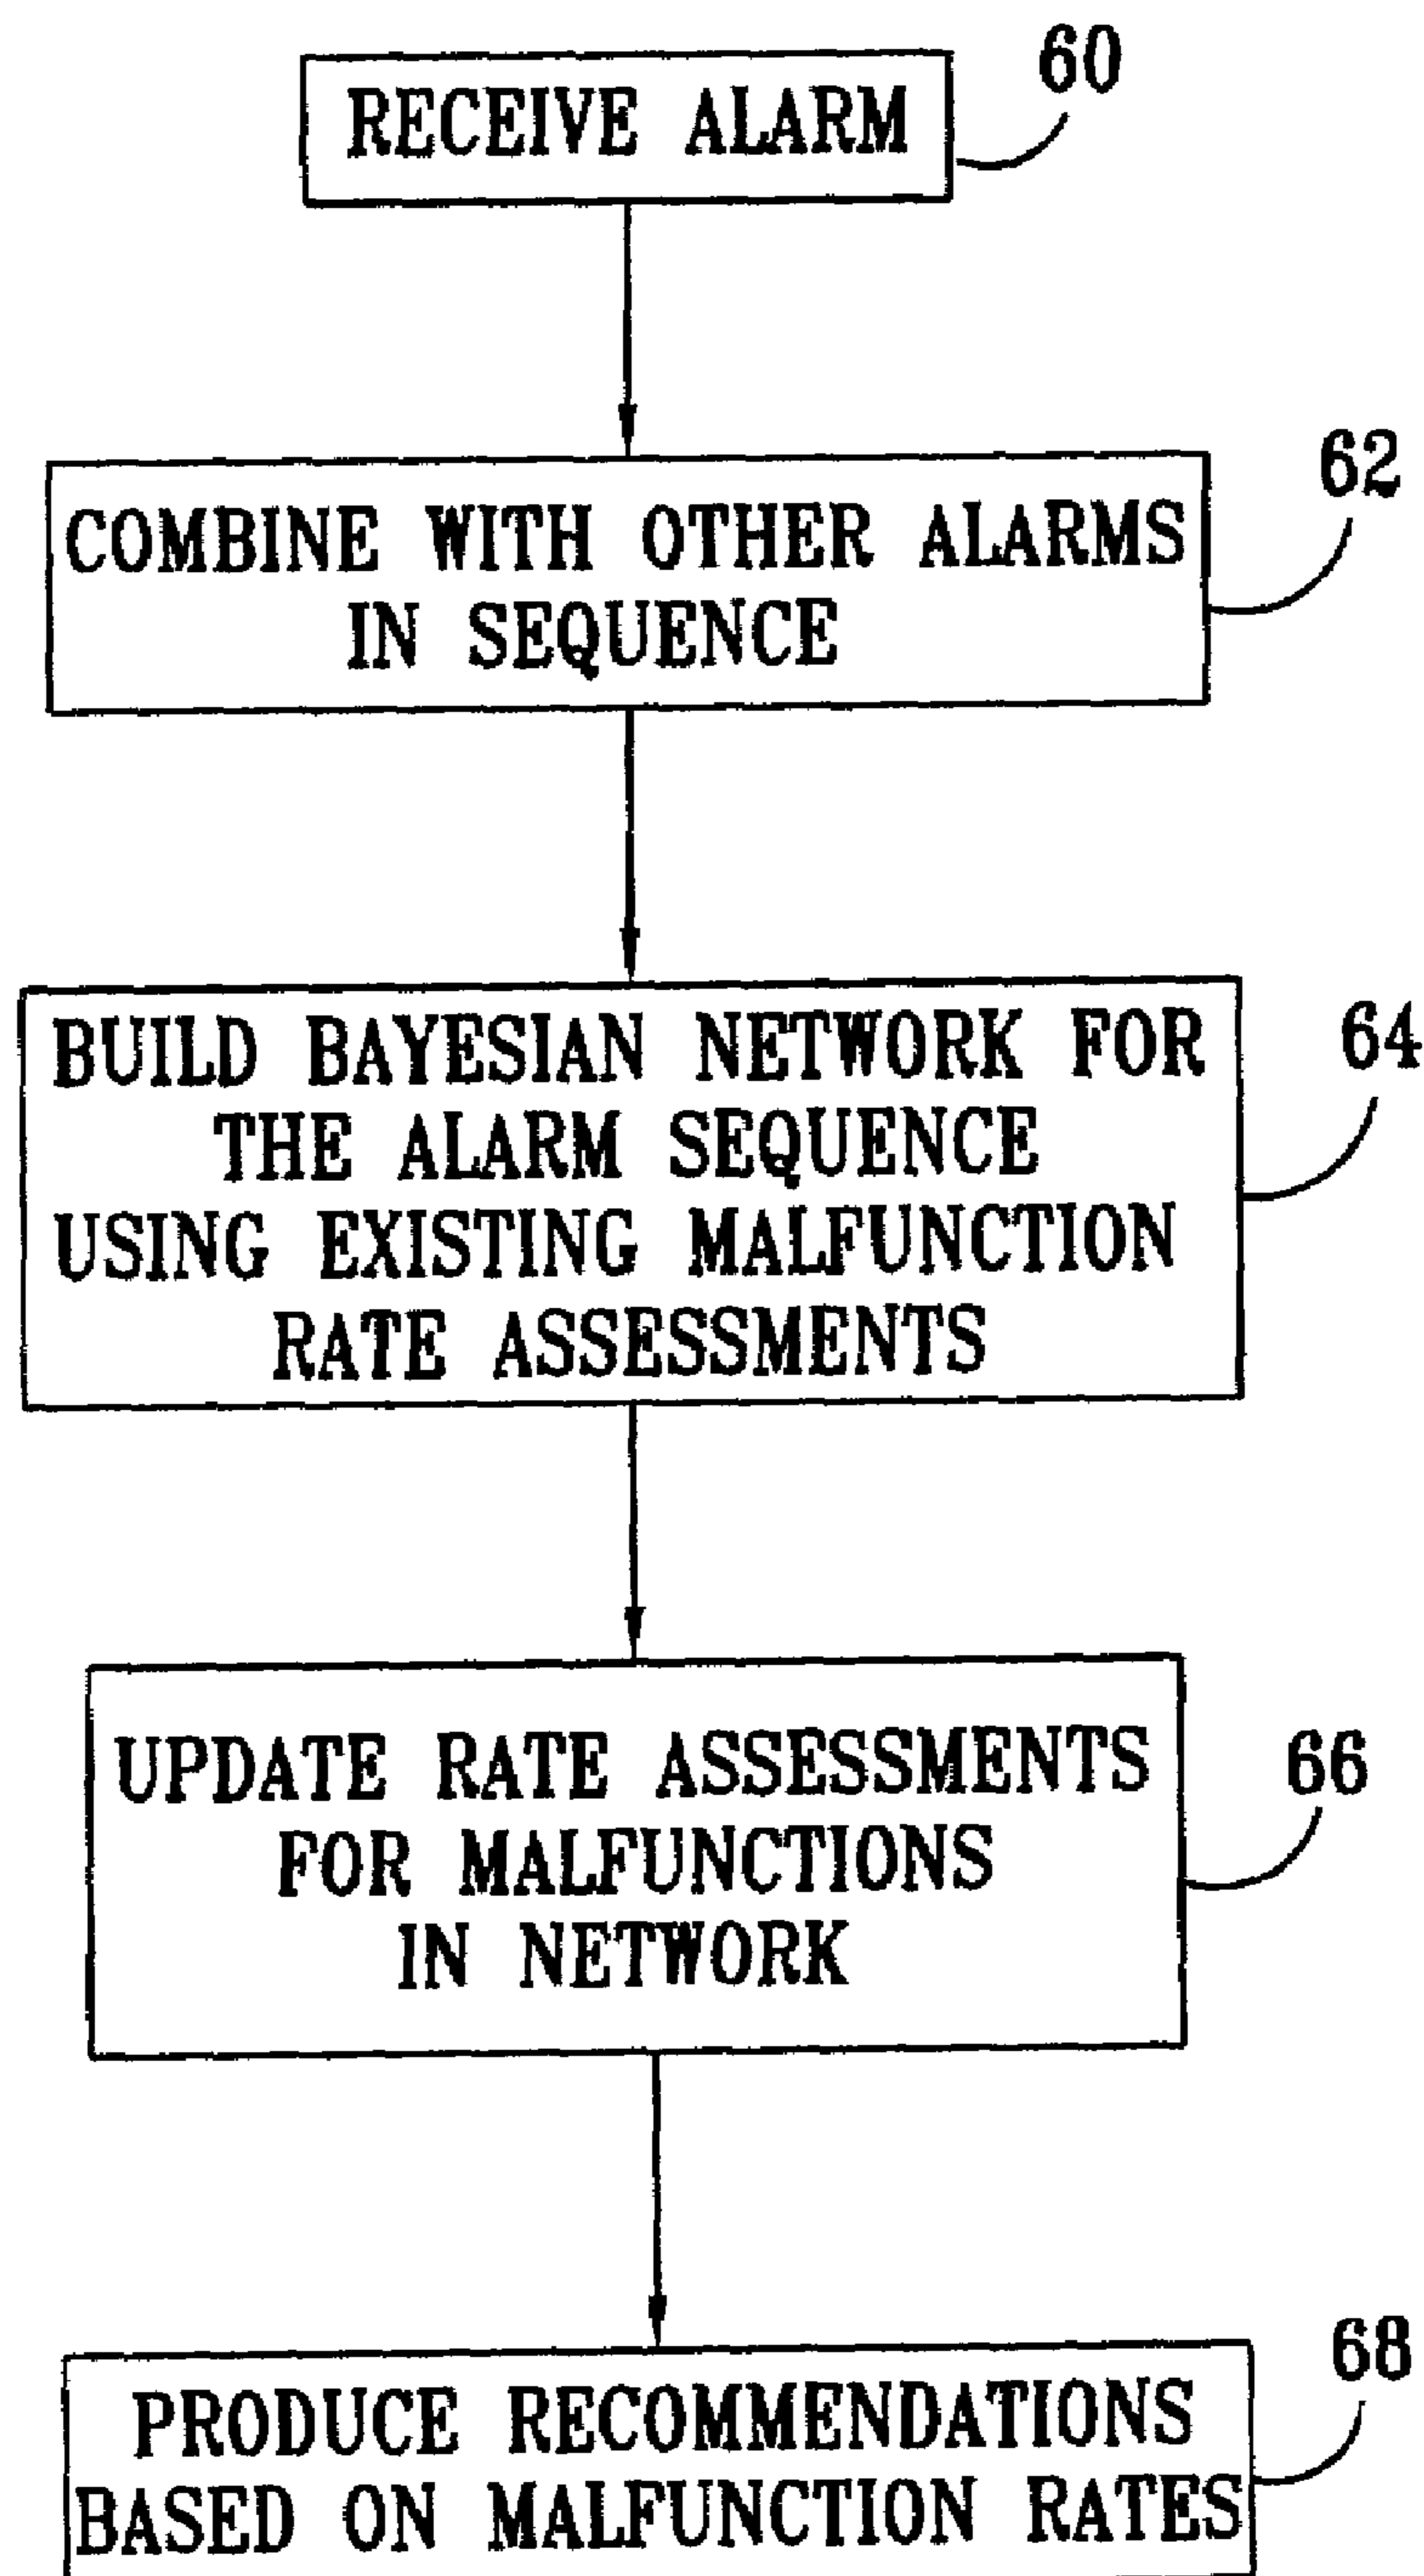 60
RECEIVE ALARM
62
COMBINE WITH OTHER ALARMS
IN SEQUENCE
64
BUILD BAYESIAN NETWORK FOR
THE ALARM SEQUENCE
USING EXISTING MALFUNCTION
RATE ASSESSMENTS
66
UPDATE RATE ASSESSMENTS
FOR MALFUNCTIONS
IN NETWORK
68
PRODUCE RECOMMENDATIONS
BASED ON MALFUNCTION RATES